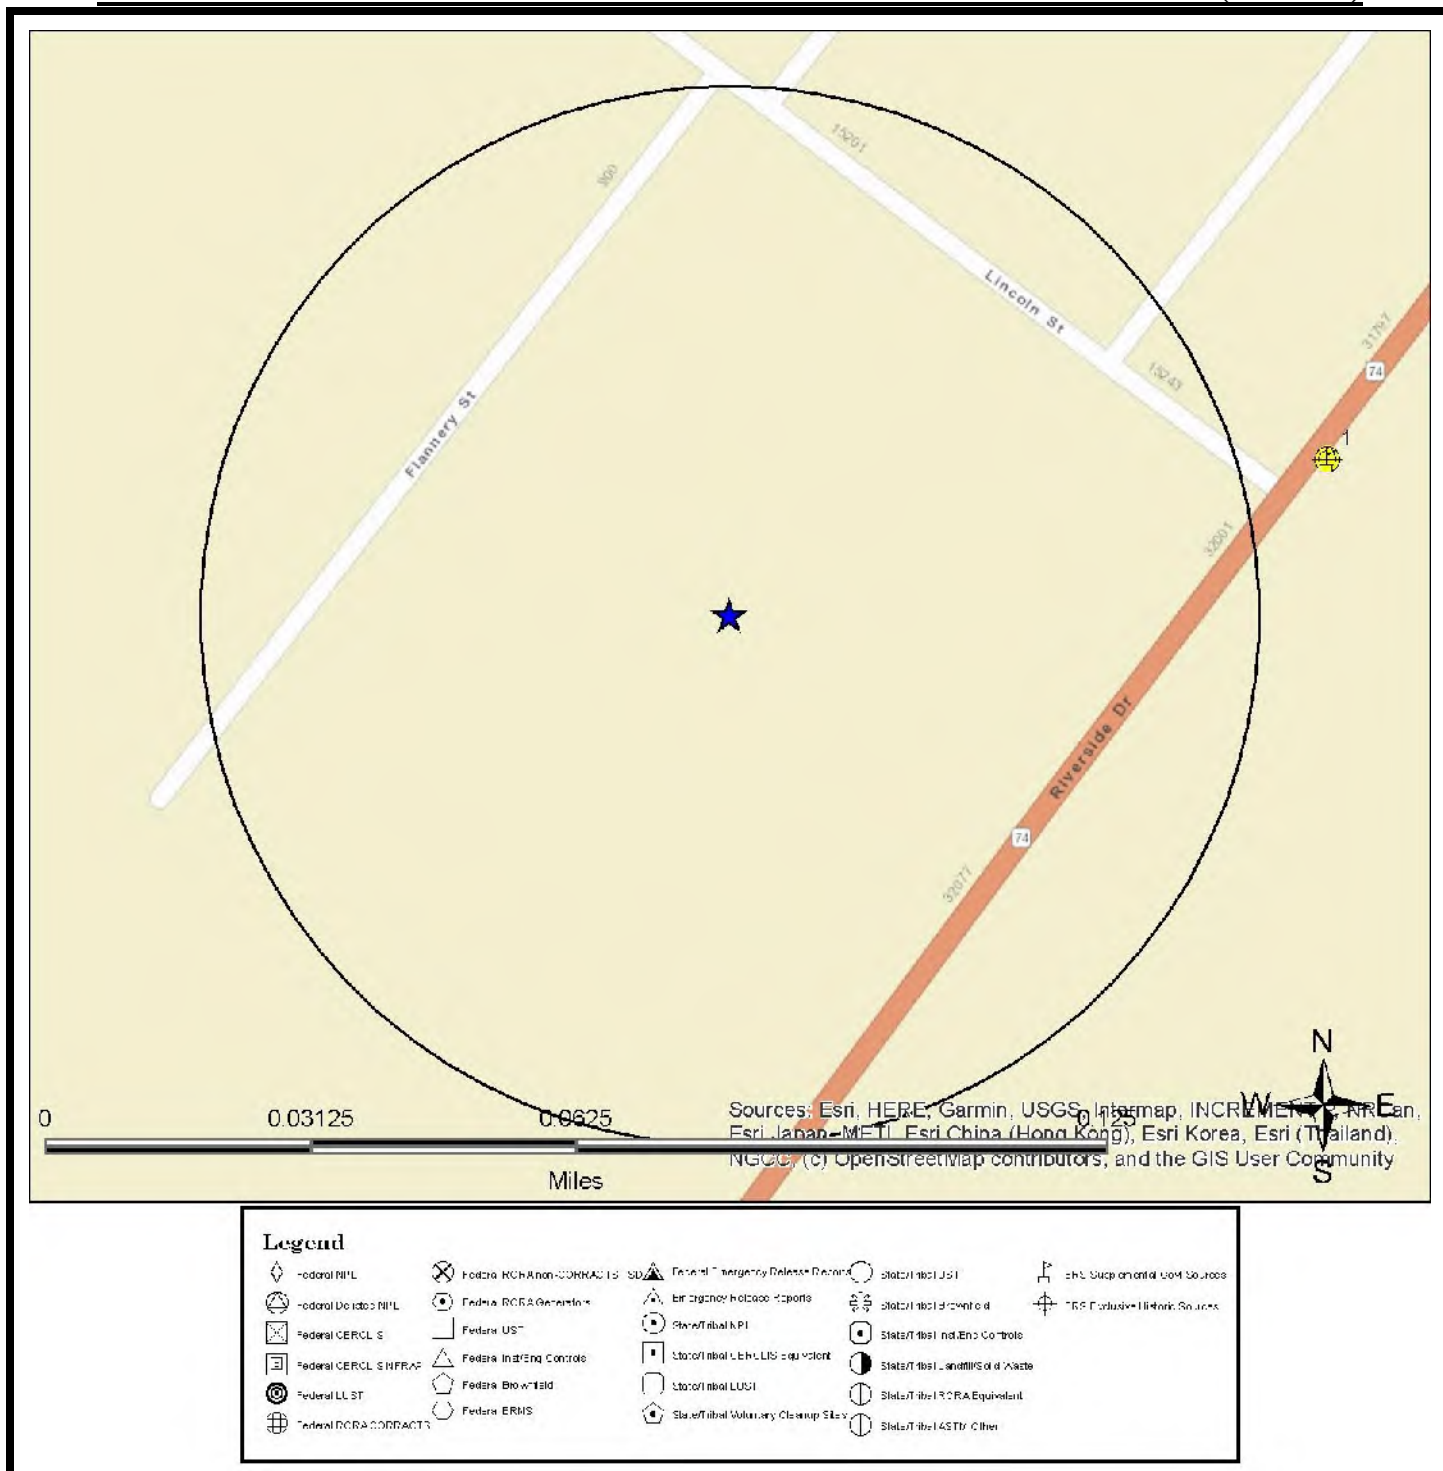 900
15201
Lincoln St
15243
31797
74
1
Flannery St
32001
Riverside Dr
74
32077
N
W E
S
0 0.03125 0.0625 0.125
Miles
Sources: Esri, HERE, Garmin, USGS, Intermap, INCREMENT P, NRCan,
Esri Japan, METI, Esri China (Hong Kong), Esri Korea, Esri (Thailand),
NGCC, (c) OpenStreetMap contributors, and the GIS User Community
Legend
Federal NPL
Federal Delisted NPL
Federal CERCLIS
Federal CERCLIS NFRAP
Federal LUST
Federal RCRA CORRACTS
Federal RCRA non-CORRACTS TSD
Federal RCRA Generators
Federal UST
Federal Inst/Eng Controls
Federal Brownfield
Federal ERNS
Federal Emergency Release Reports
Emergency Release Reports
State/Tribal NPL
State/Tribal CERCLIS Equivalent
State/Tribal LUST
State/Tribal Voluntary Cleanup Sites
State/Tribal UST
State/Tribal Brownfield
State/Tribal Inst/Eng Controls
State/Tribal Landfill/Solid Waste
State/Tribal RCRA Equivalent
State/Tribal ASTM Other
ERS Supplemental Gov't Sources
ERS Exclusive Historic Sources